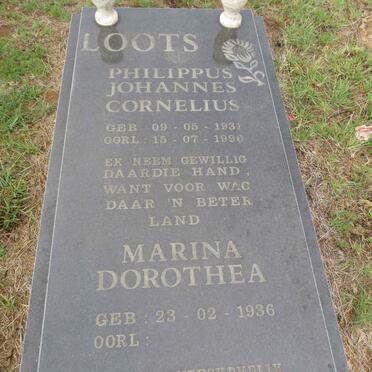 LOOTS
PHILIPPUS
JOHANNES
CORNELIUS
GEB 09 - 05 - 1931
OORL: 15 - 07 - 1996
EK NEEM GEWILLIG
DAARDIE HAND,
WANT VOOR WAG
DAAR 'N BETER
LAND
MARINA
DOROTHEA
GEB : 23 - 02 - 1936
OORL :